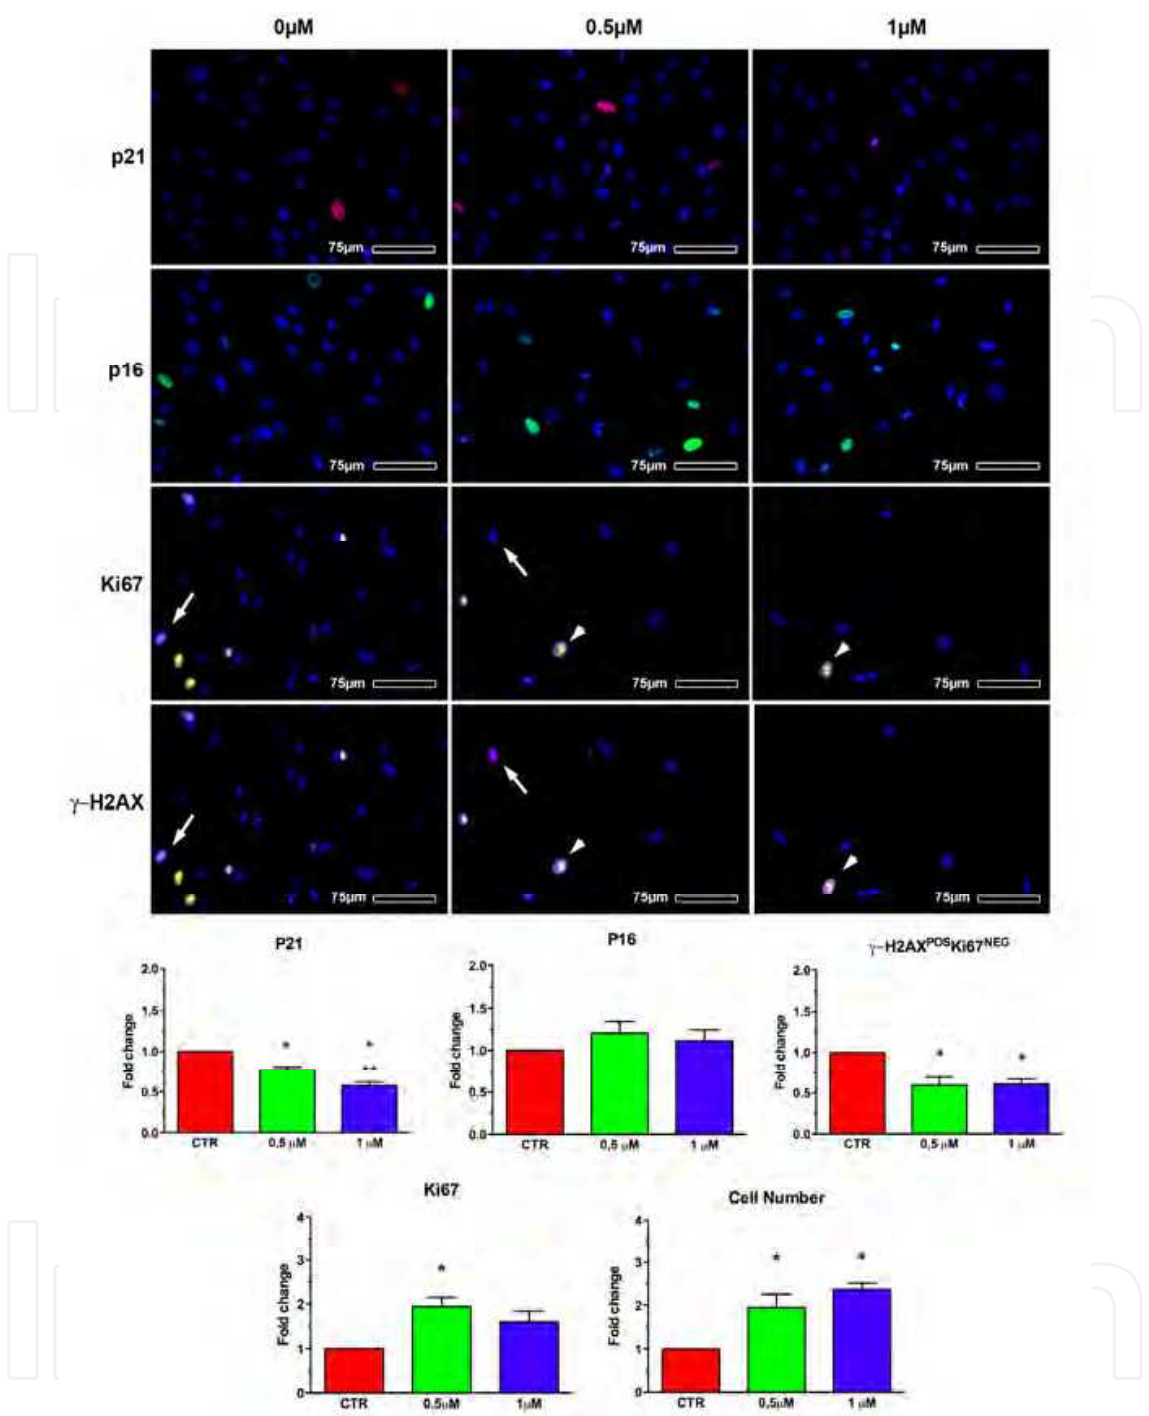 0µM 0.5µM 1µM
p21
75µm 75µm 75µm
p16
75µm 75µm 75µm
Ki67
75µm 75µm 75µm
γ–H2AX
75µm 75µm 75µm
P21 P16 γ–H2AXPOSKi67NEG
Fold change
2.0
1.5
1.0
0.5
0.0
* *
**
CTR 0,5 µM 1 µM
Fold change
2.0
1.5
1.0
0.5
0.0
CTR 0,5 µM 1 µM
Fold change
2.0
1.5
1.0
0.5
0.0
* *
CTR 0,5 µM 1 µM
Ki67 Cell Number
Fold change
4
3
2
1
0
*
CTR 0.5µM 1µM
Fold change
4
3
2
1
0
* *
CTR 0,5µM 1 µM